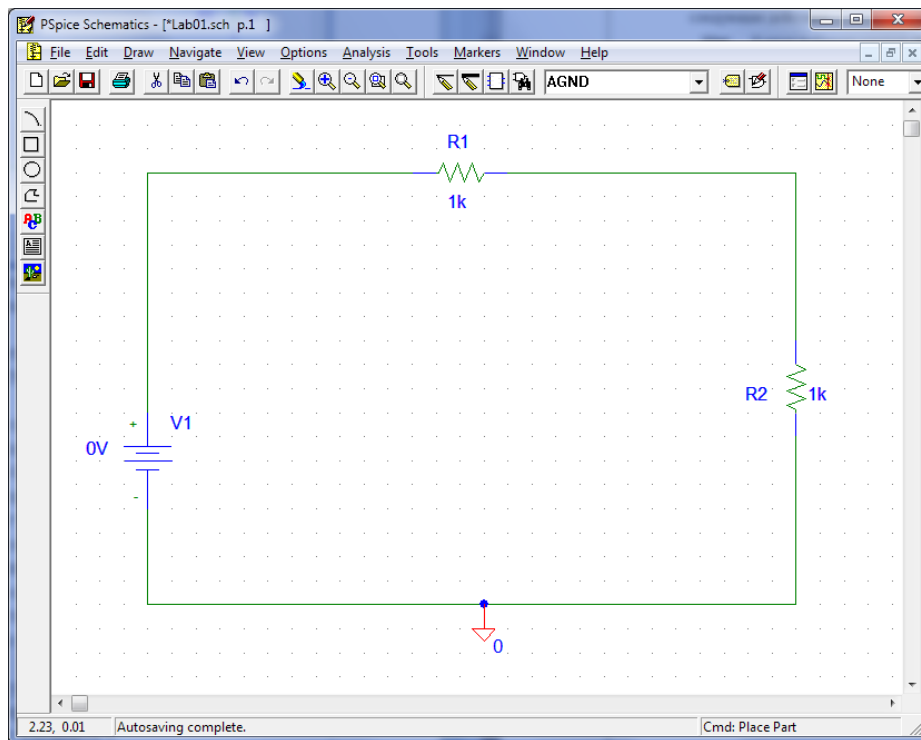 PSpice Schematics - [*Lab01.sch p.1 ]
File Edit Draw Navigate View Options Analysis Tools Markers Window Help
AGND
None
ABC
R1
1k
R2 1k
+ V1
0V
-
0
2.23, 0.01 Autosaving complete. Cmd: Place Part